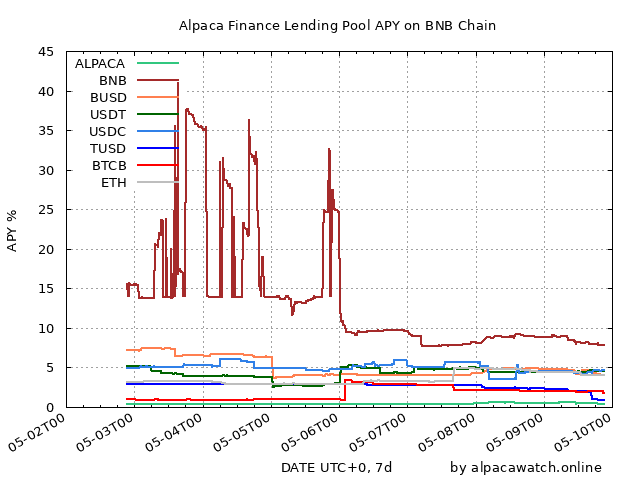 Alpaca Finance Lending Pool APY on BNB Chain
45
40
35
30
25
20
15
10
5
0
APY %
ALPACA
BNB
BUSD
USDT
USDC
TUSD
BTCB
ETH
05-02T00
05-03T00
05-04T00
05-05T00
05-06T00
05-07T00
05-08T00
05-09T00
05-10T00
DATE UTC+0, 7d
by alpacawatch.online